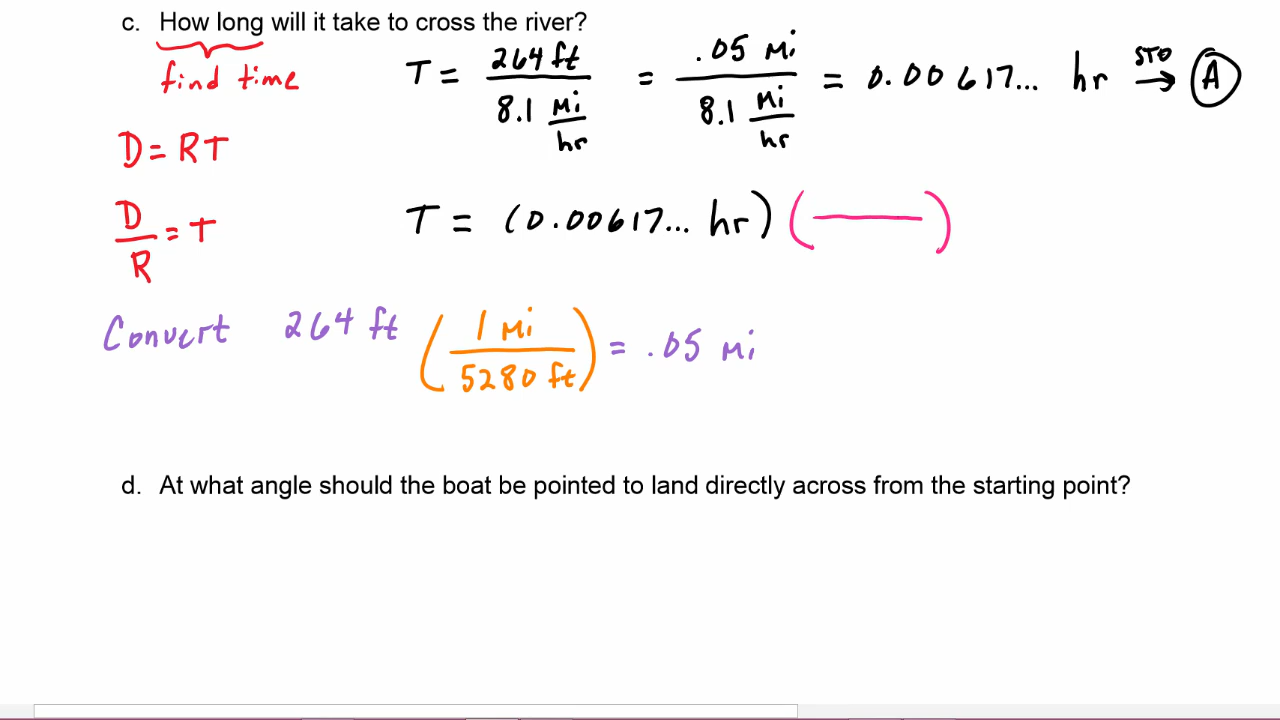 c. How long will it take to cross the river?
find time
T = 264 ft / 8.1 Mi/hr = .05 Mi / 8.1 Mi/hr = 0.00617... hr STO → A
D = RT
D/R = T
T = (0.00617... hr) ( )
Convert 264 ft (1 Mi / 5280 ft) = .05 Mi
d. At what angle should the boat be pointed to land directly across from the starting point?